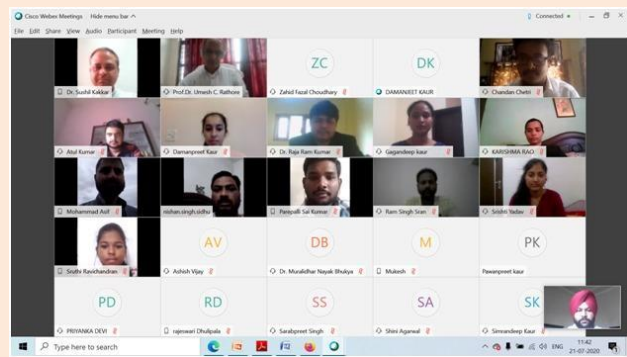 Cisco Webex Meetings Hide menu bar ^ Connected
File Edit Share View Audio Participant Meeting Help
ZC DK
Dr. Sushil Kakkar Prof.Dr. Umesh C. Rathore Zahid Fazal Choudhary DAMANJEET KAUR Chandan Chetri
Atul Kumar Damanpreet Kaur Dr. Raja Ram Kumar Gagandeep kaur KARISHMA RAO
Mohammad Asif nishan.singh.sidhu Parepalli Sai Kumar Ram Singh Sran Srishti Yadav
AV DB M PK
Sruthi Ravichandran Ashish Vijay Dr. Muralidhar Nayak Bhukya Mukesh Pawanpreet kaur
PD RD SS SA SK
PRIYANKA DEVI rajeswari Dhulipala Sarabpreet Singh Shini Agarwal Simrandeep Kaur
Type here to search ENG 11:42
21-07-2020